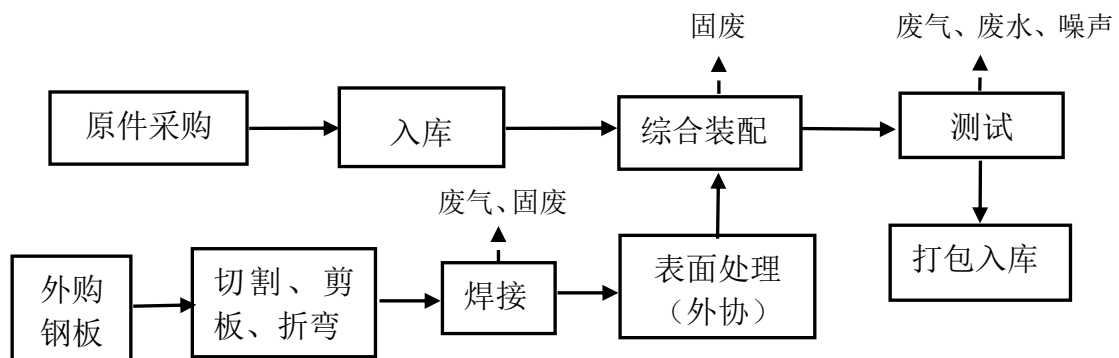 固废
废气、废水、噪声
原件采购
入库
综合装配
测试
废气、固废
外购
钢板
切割、剪
板、折弯
焊接
表面处理
（外协）
打包入库